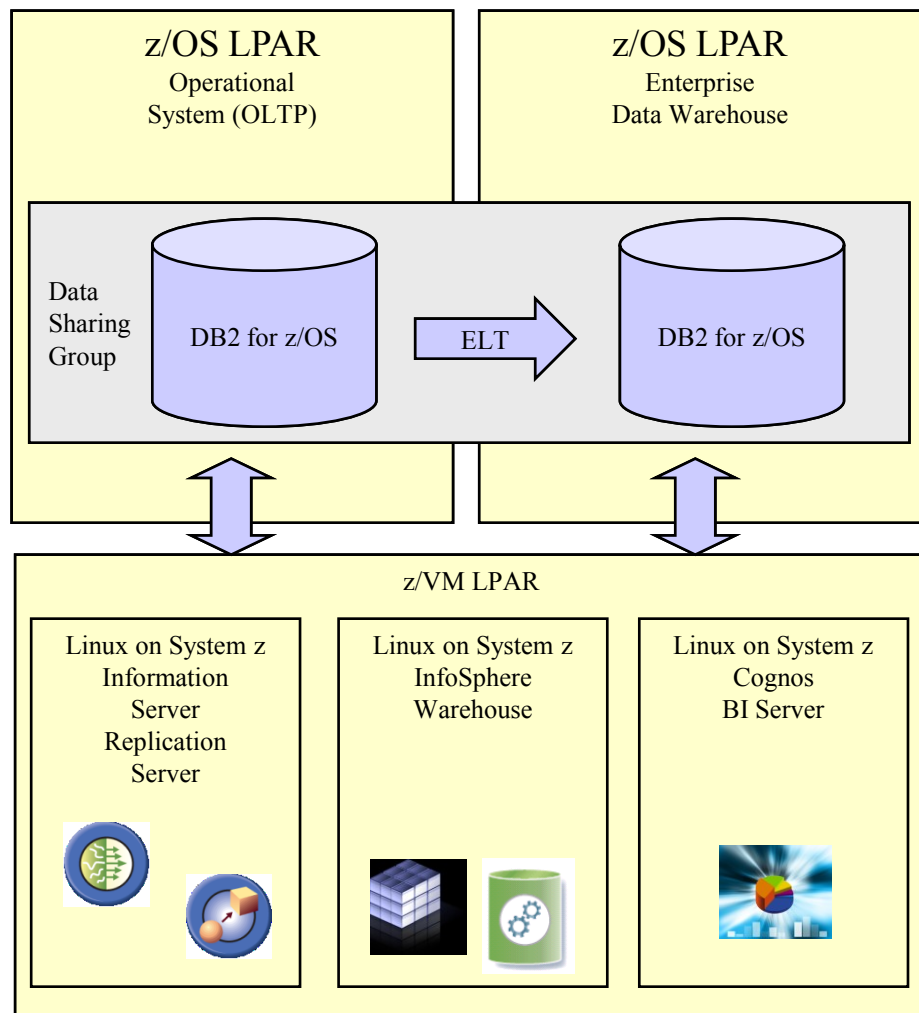 z/OS LPAR
Operational
System (OLTP)
z/OS LPAR
Enterprise
Data Warehouse
Data
Sharing
Group
DB2 for z/OS
ELT
DB2 for z/OS
z/VM LPAR
Linux on System z
Information
Server
Replication
Server
Linux on System z
InfoSphere
Warehouse
Linux on System z
Cognos
BI Server